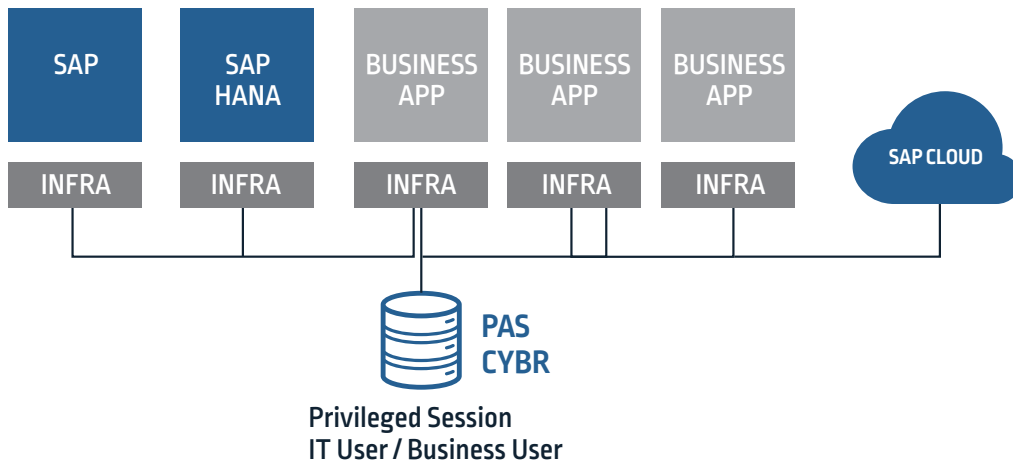 SAP
SAP
HANA
BUSINESS
APP
BUSINESS
APP
BUSINESS
APP
SAP CLOUD
INFRA
INFRA
INFRA
INFRA
INFRA
PAS
CYBR
Privileged Session
IT User / Business User